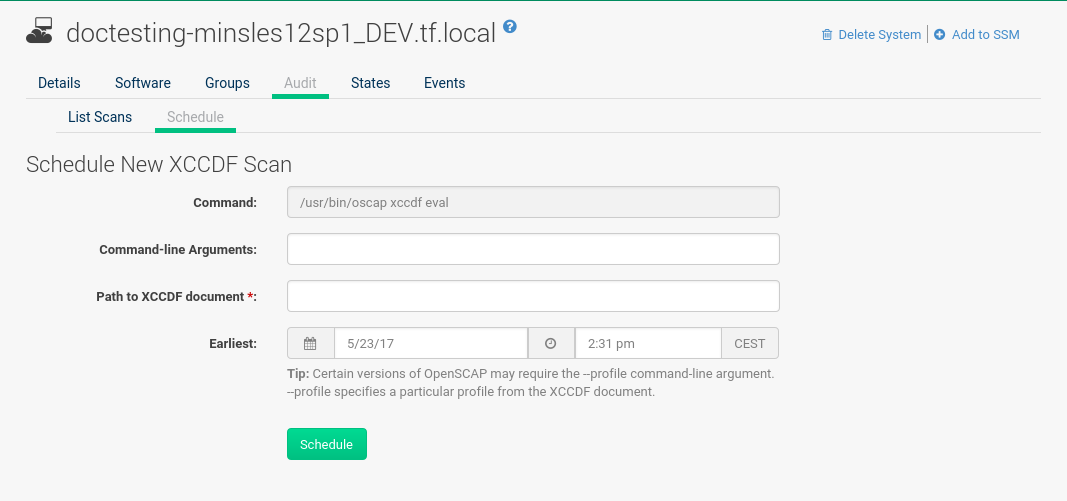 doctesting-minsles12sp1_DEV.tf.local ?
Delete System | Add to SSM
Details Software Groups Audit States Events
List Scans Schedule
Schedule New XCCDF Scan
Command: /usr/bin/oscap xccdf eval
Command-line Arguments:
Path to XCCDF document *:
Earliest: 5/23/17 2:31 pm CEST
Tip: Certain versions of OpenSCAP may require the --profile command-line argument.
--profile specifies a particular profile from the XCCDF document.
Schedule